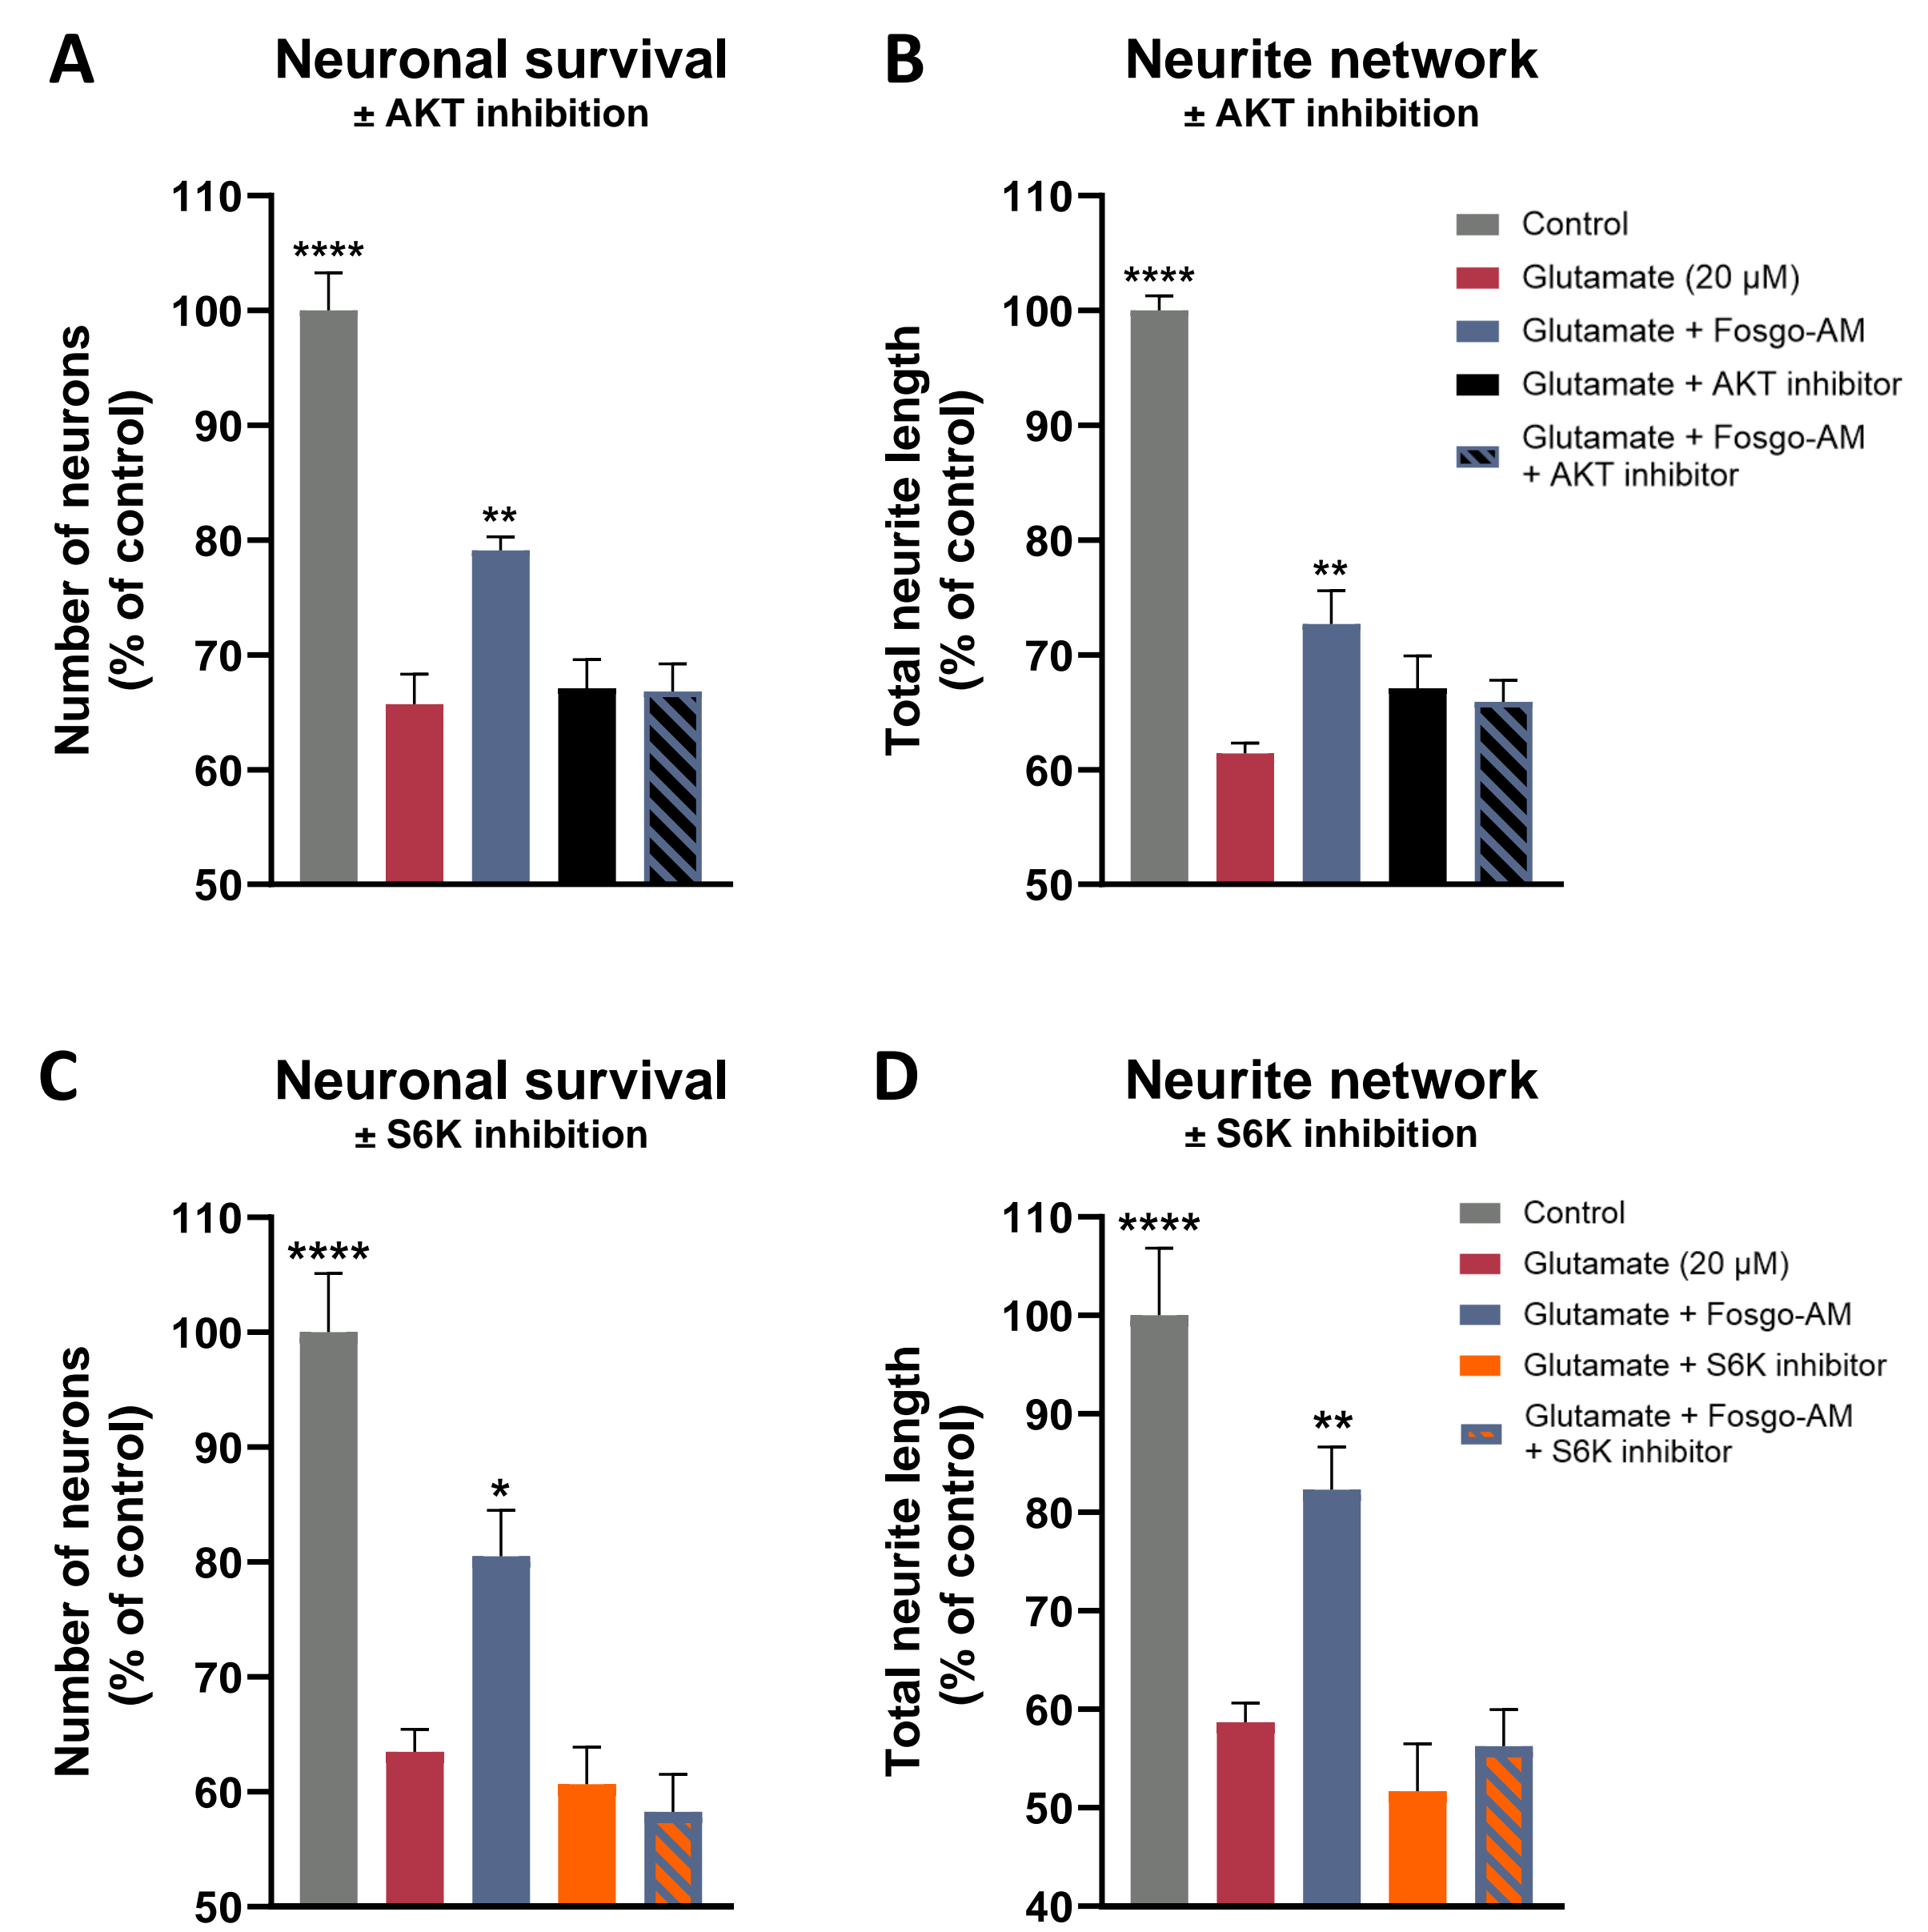 A
Neuronal survival
± AKT inhibition
Number of neurons
(% of control)
110
100
90
80
70
60
50
****
**
B
Neurite network
± AKT inhibition
Total neurite length
(% of control)
110
100
90
80
70
60
50
****
**
Control
Glutamate (20 µM)
Glutamate + Fosgo-AM
Glutamate + AKT inhibitor
Glutamate + Fosgo-AM
+ AKT inhibitor
C
Neuronal survival
± S6K inhibition
Number of neurons
(% of control)
110
100
90
80
70
60
50
****
*
D
Neurite network
± S6K inhibition
Total neurite length
(% of control)
110
100
90
80
70
60
50
40
****
**
Control
Glutamate (20 µM)
Glutamate + Fosgo-AM
Glutamate + S6K inhibitor
Glutamate + Fosgo-AM
+ S6K inhibitor